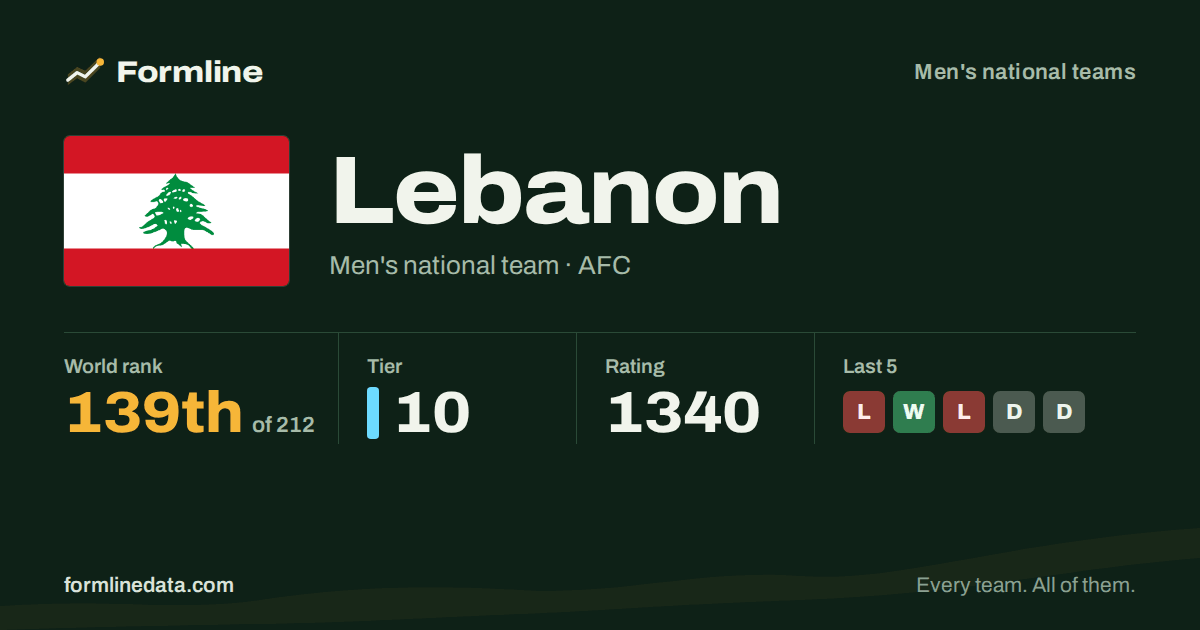 Formline
Men's national teams
Lebanon
Men's national team · AFC
World rank
139th of 212
Tier
10
Rating
1340
Last 5
L W L D D
formlinedata.com
Every team. All of them.